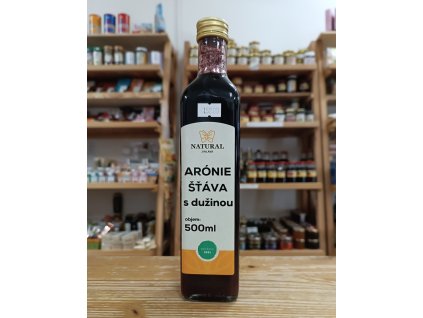 NATURAL
ARÓNIE
ŠŤÁVA
s dužinou
objem:
500ml